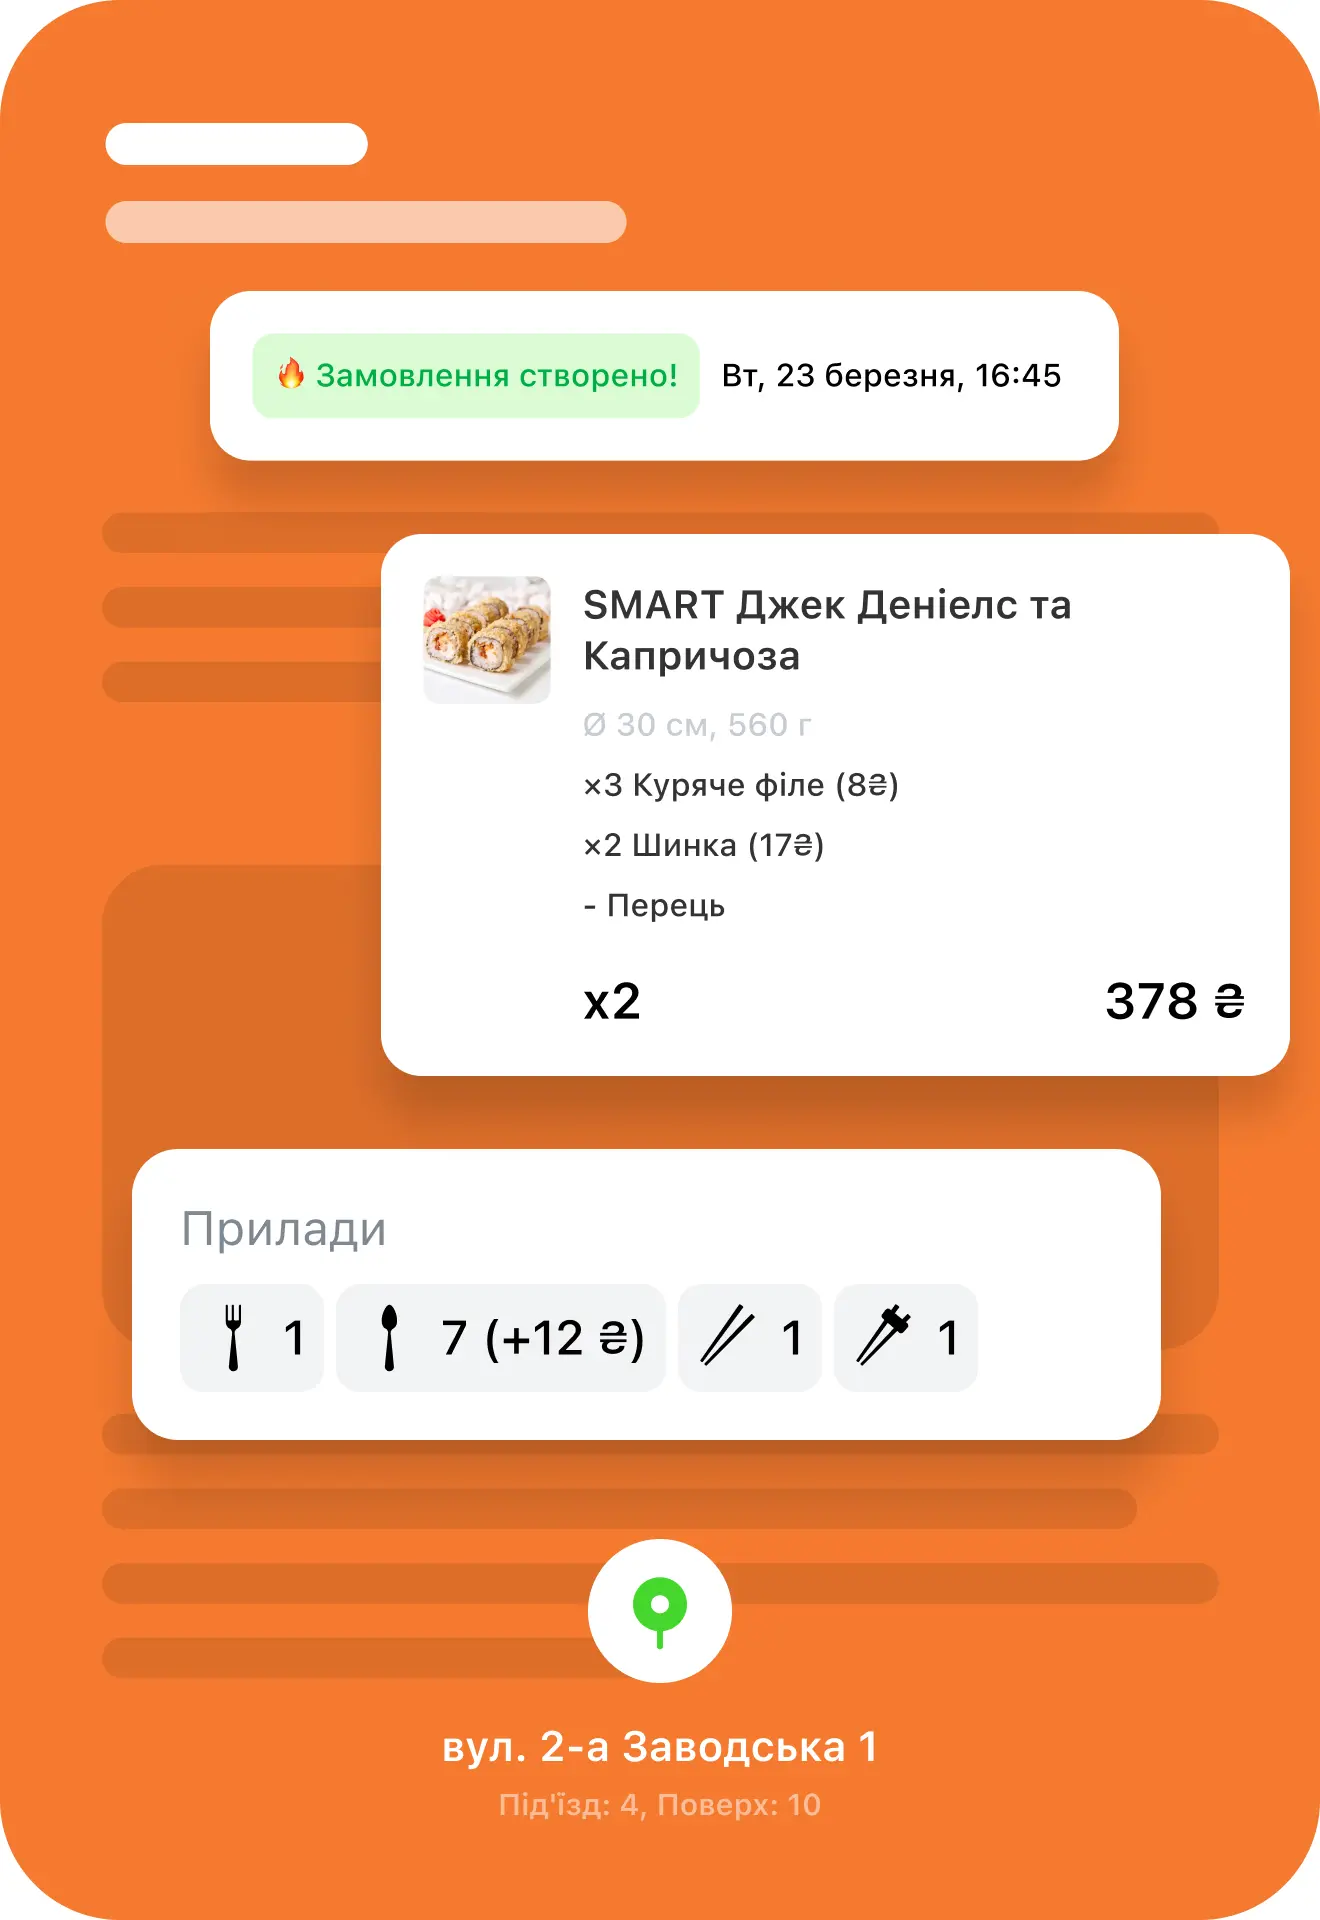 🔥 Замовлення створено! Вт, 23 березня, 16:45
SMART Джек Деніелс та
Капричоза
Ø 30 см, 560 г
×3 Куряче філе (8₴)
×2 Шинка (17₴)
- Перець
x2 378 ₴
Прилади
1 7 (+12 ₴) 1 1
вул. 2-а Заводська 1
Під'їзд: 4, Поверх: 10